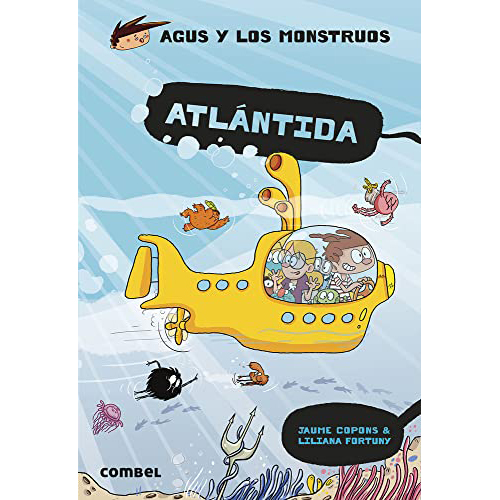 AGUS Y LOS MONSTRUOS
ATLÁNTIDA
JAUME COPONS &
LILIANA FORTUNY
COMBEL